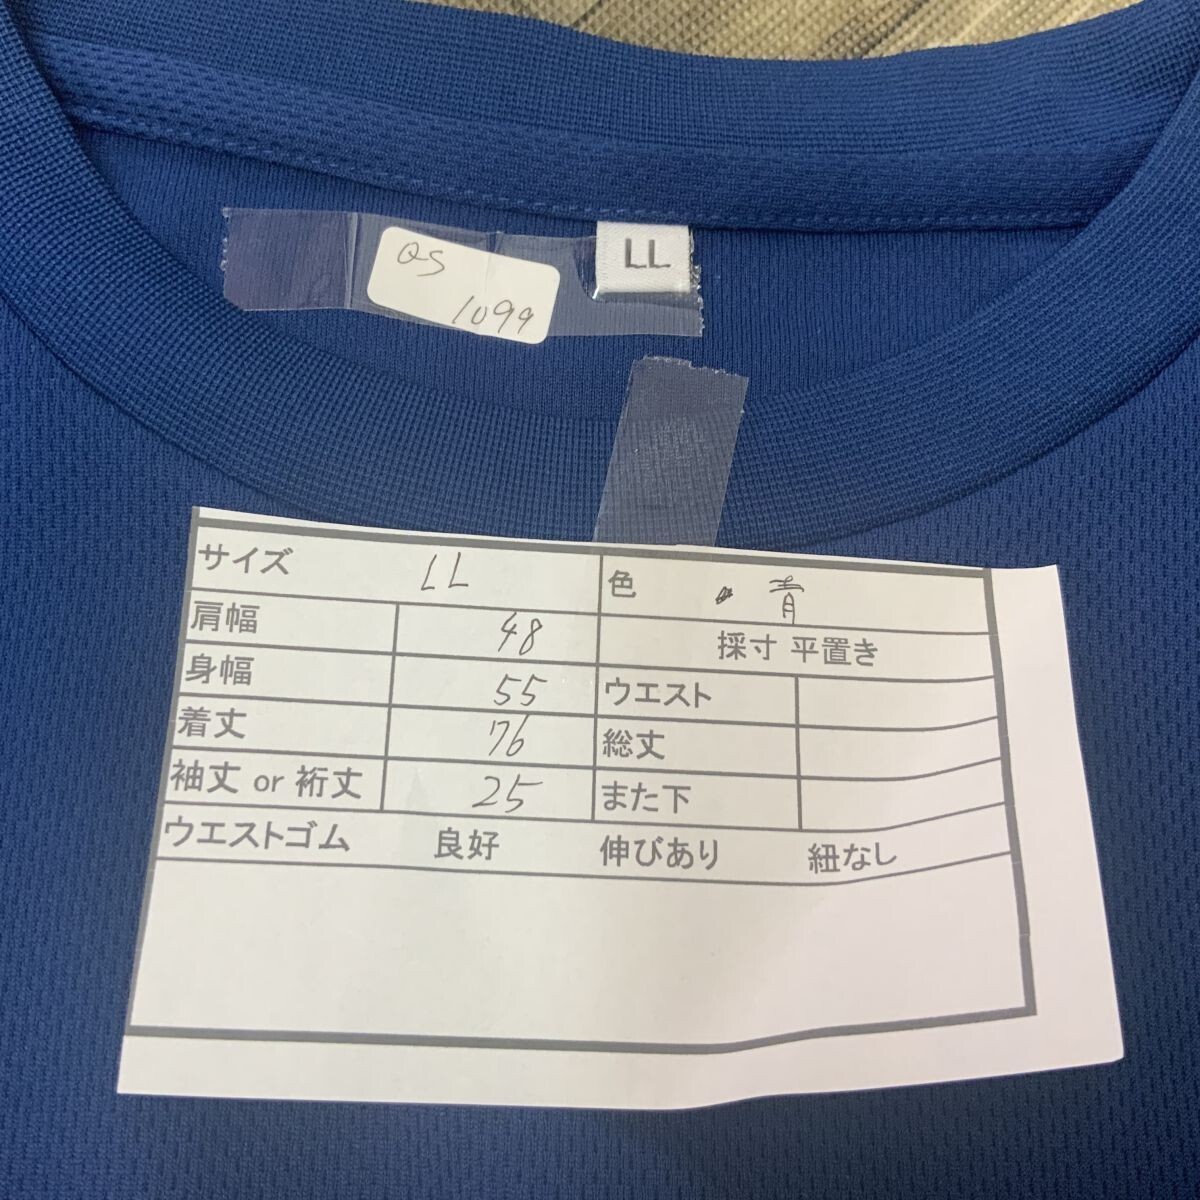 QS
1099
LL
サイズ LL 色 青
肩幅 48 採寸 平置き
身幅 55 ウエスト
着丈 76 総丈
袖丈 or 裄丈 25 また下
ウエストゴム 良好 伸びあり 紐なし